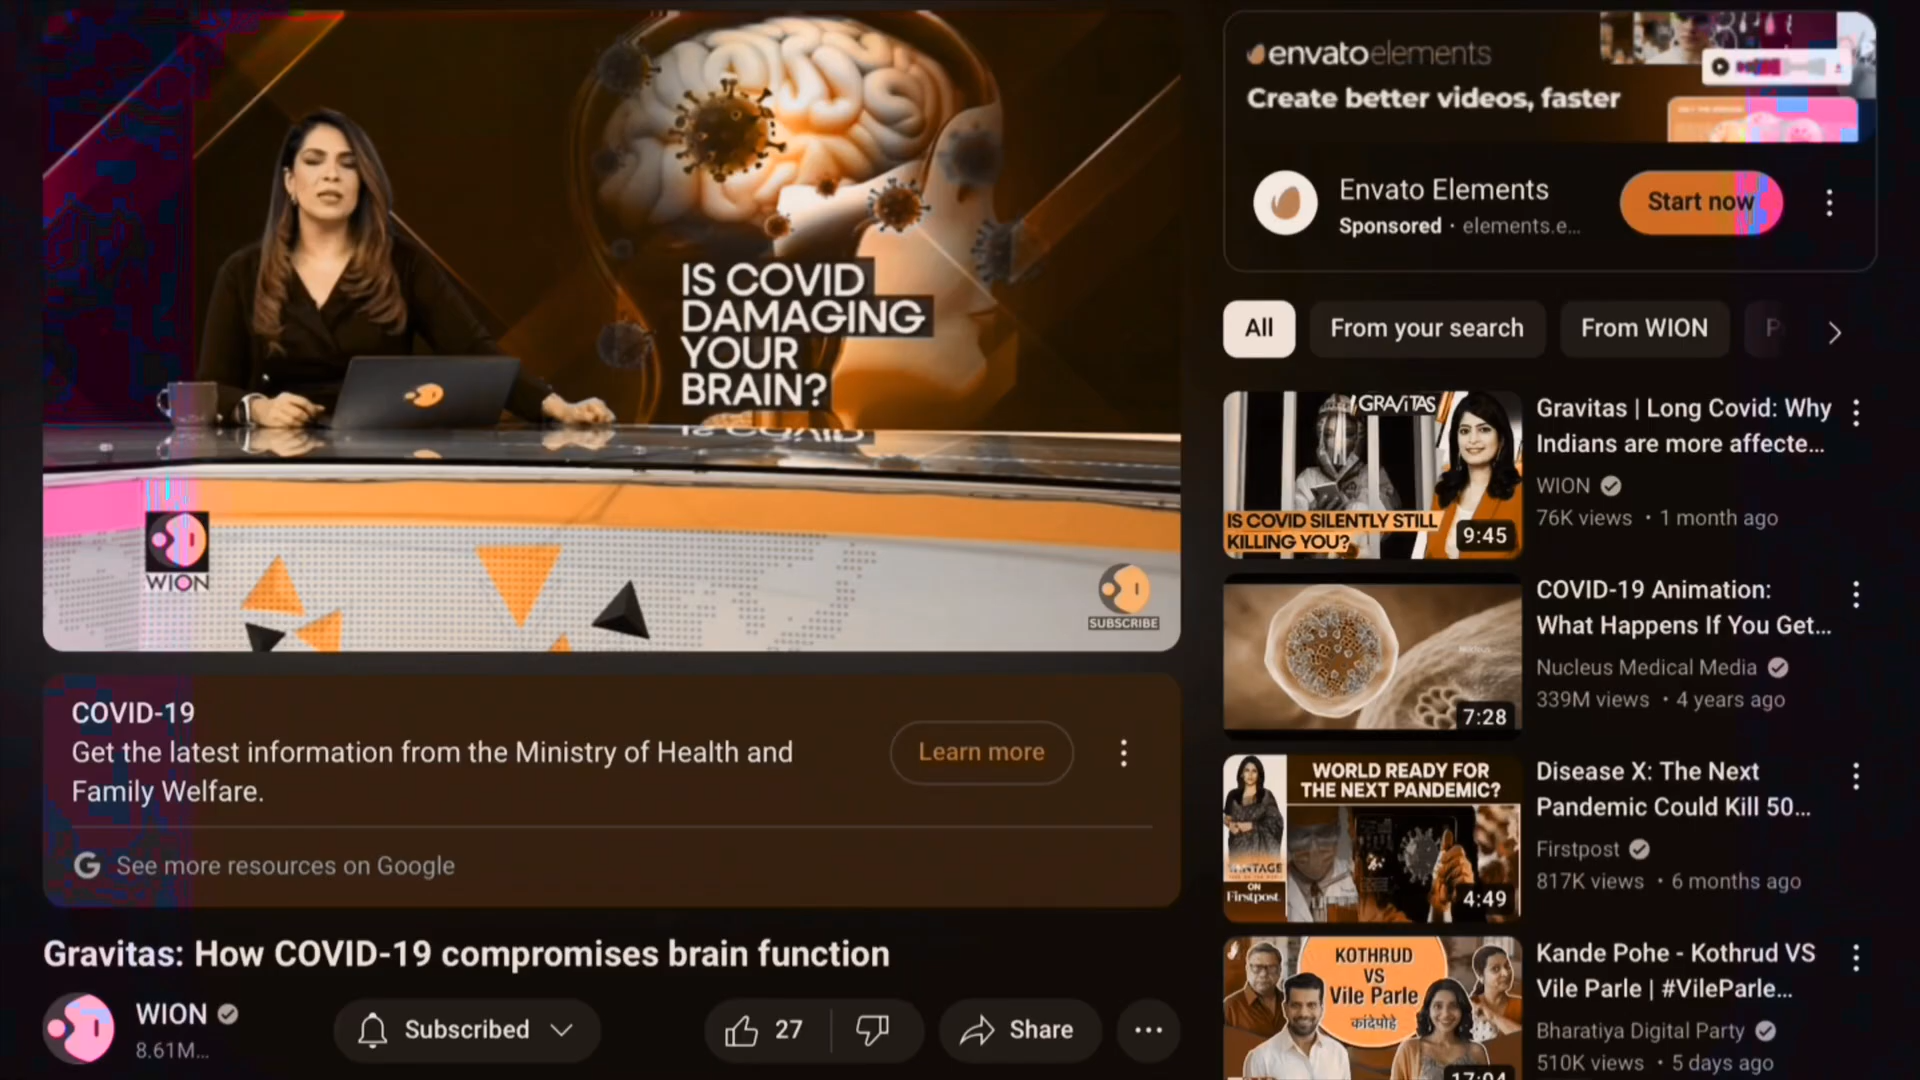 IS COVID
DAMAGING
YOUR
BRAIN?
WION
SUBSCRIBE
COVID-19
Get the latest information from the Ministry of Health and
Family Welfare.
Learn more
See more resources on Google
Gravitas: How COVID-19 compromises brain function
WION
8.61M...
Subscribed
27
Share
envatoelements
Create better videos, faster
Envato Elements
Sponsored · elements.e...
Start now
All
From your search
From WION
GRAVITAS
IS COVID SILENTLY STILL
KILLING YOU?
9:45
Gravitas | Long Covid: Why
Indians are more affecte...
WION
76K views · 1 month ago
Nucleus
7:28
COVID-19 Animation:
What Happens If You Get...
Nucleus Medical Media
339M views · 4 years ago
WORLD READY FOR
THE NEXT PANDEMIC?
VANTAGE
ON
Firstpost
4:49
Disease X: The Next
Pandemic Could Kill 50...
Firstpost
817K views · 6 months ago
KOTHRUD
VS
Vile Parle
कांदेपोहे
17:04
Kande Pohe - Kothrud VS
Vile Parle | #VileParle...
Bharatiya Digital Party
510K views · 5 days ago